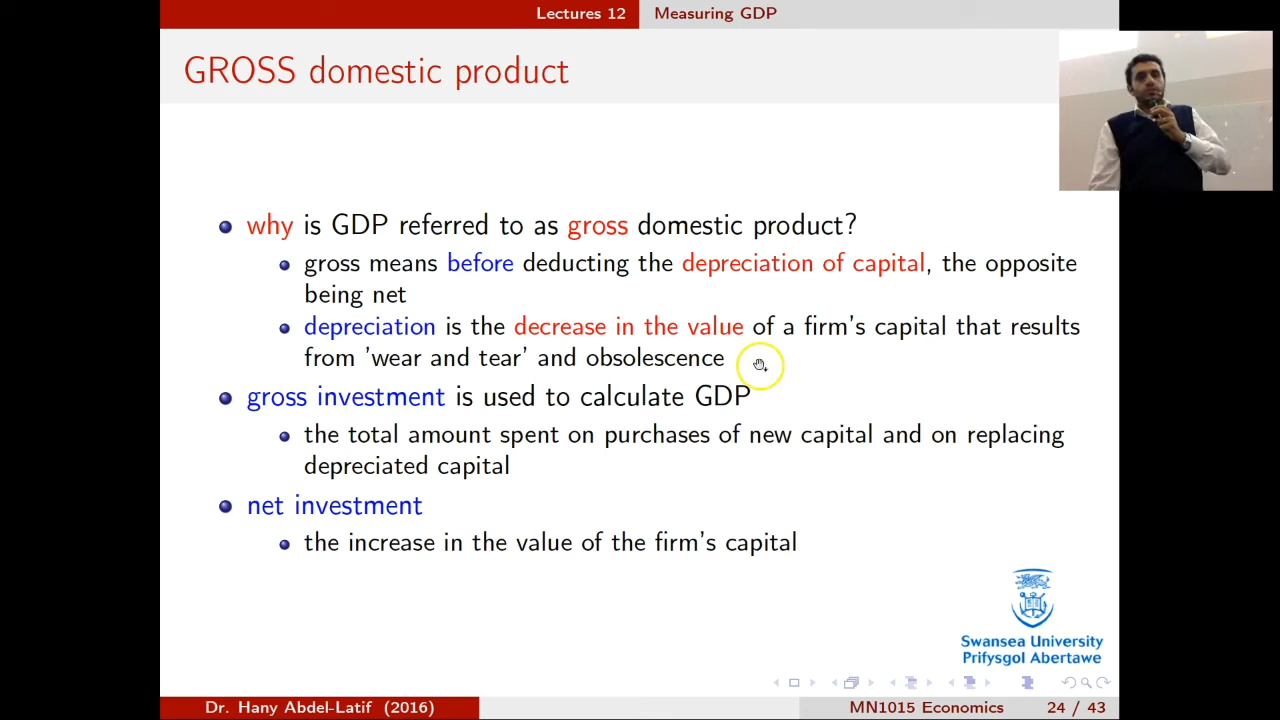 Lectures 12 Measuring GDP
GROSS domestic product
why is GDP referred to as gross domestic product?
gross means before deducting the depreciation of capital, the opposite
being net
depreciation is the decrease in the value of a firm's capital that results
from 'wear and tear' and obsolescence
gross investment is used to calculate GDP
the total amount spent on purchases of new capital and on replacing
depreciated capital
net investment
the increase in the value of the firm's capital
Swansea University
Prifysgol Abertawe
Dr. Hany Abdel-Latif (2016) MN1015 Economics 24 / 43